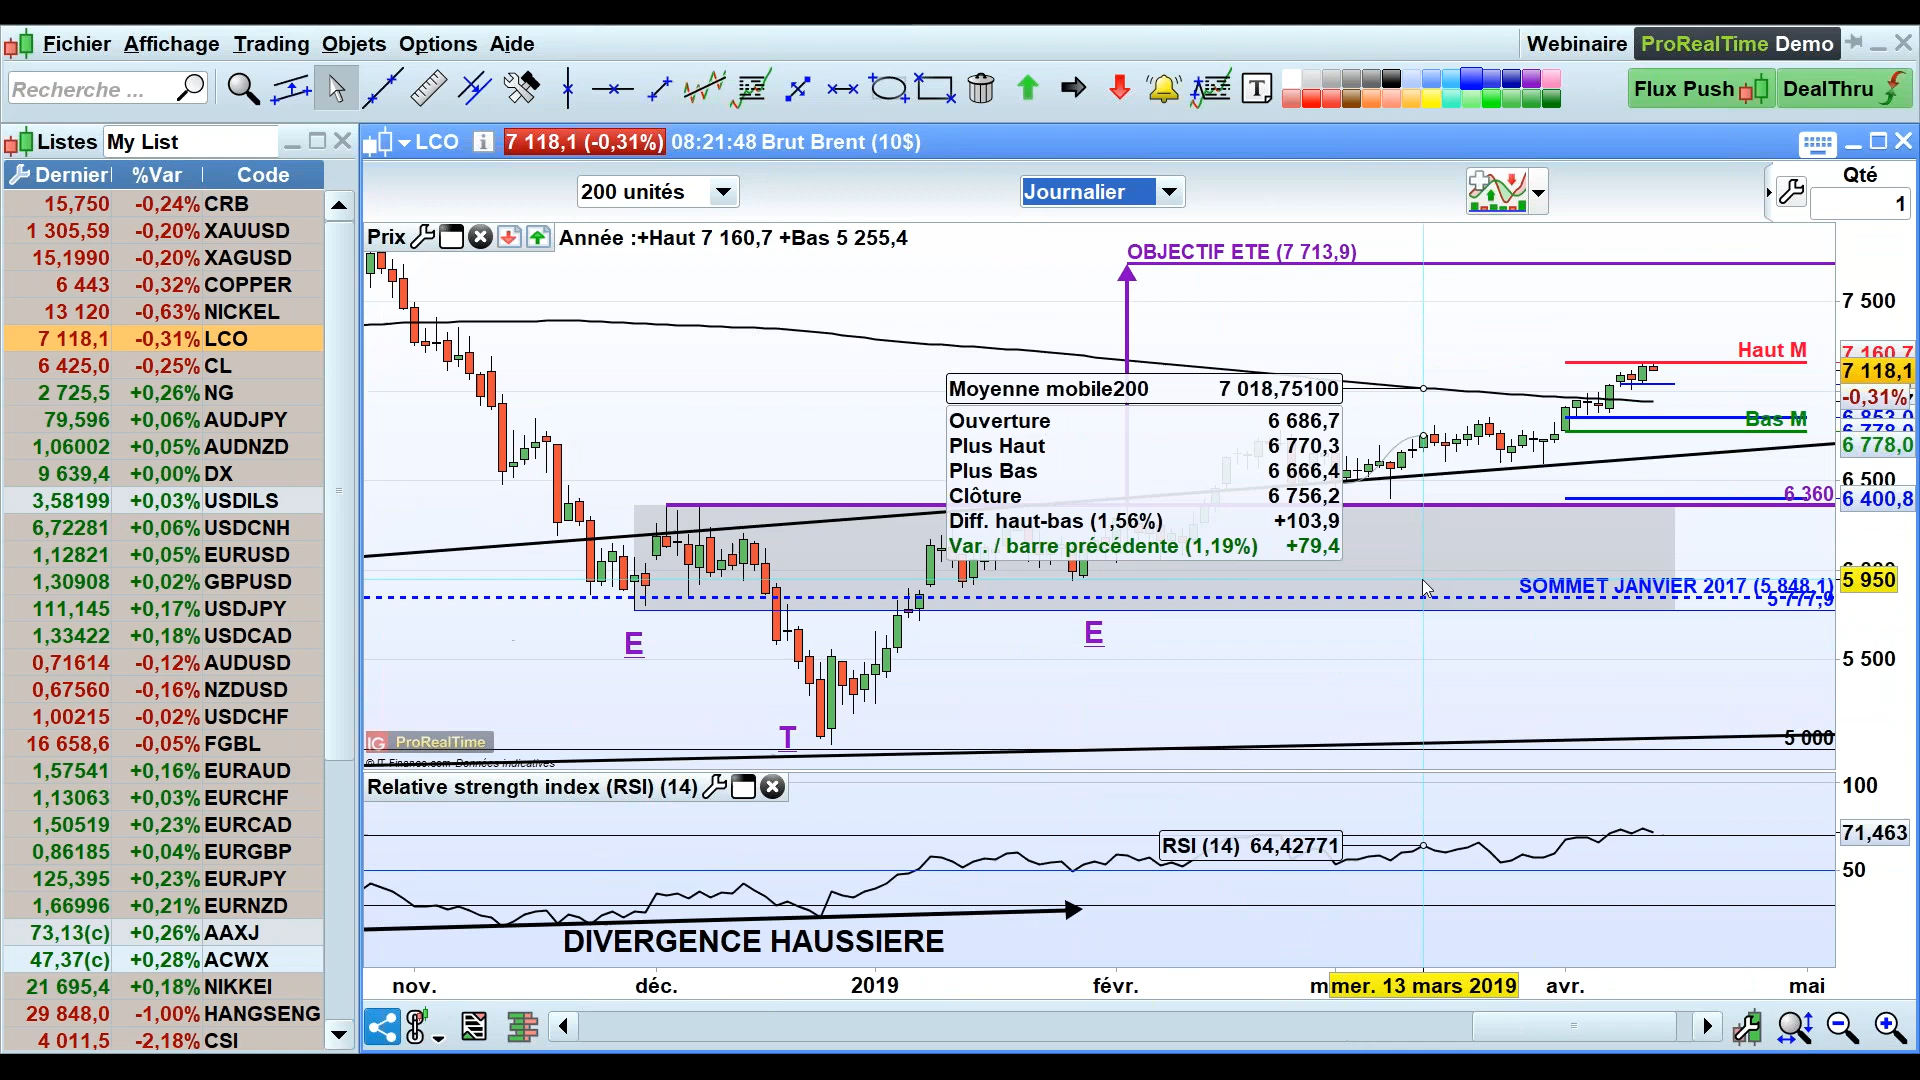 Fichier Affichage Trading Objets Options Aide
Webinaire ProRealTime Demo
Recherche ...
T
Flux Push DealThru
Listes My List
LCO 7 118,1 (-0,31%) 08:21:48 Brut Brent (10$)
Dernier %Var Code
15,750 -0,24% CRB
1 305,59 -0,20% XAUUSD
15,1990 -0,20% XAGUSD
6 443 -0,32% COPPER
13 120 -0,63% NICKEL
7 118,1 -0,31% LCO
6 425,0 -0,25% CL
2 725,5 +0,26% NG
79,596 +0,06% AUDJPY
1,06002 +0,05% AUDNZD
9 639,4 +0,00% DX
3,58199 +0,03% USDILS
6,72281 +0,06% USDCNH
1,12821 +0,05% EURUSD
1,30908 +0,02% GBPUSD
111,145 +0,17% USDJPY
1,33422 +0,18% USDCAD
0,71614 -0,12% AUDUSD
0,67560 -0,16% NZDUSD
1,00215 -0,02% USDCHF
16 658,6 -0,05% FGBL
1,57541 +0,16% EURAUD
1,13063 +0,03% EURCHF
1,50519 +0,23% EURCAD
0,86185 +0,04% EURGBP
125,395 +0,23% EURJPY
1,66996 +0,21% EURNZD
73,13(c) +0,26% AAXJ
47,37(c) +0,28% ACWX
21 695,4 +0,18% NIKKEI
29 848,0 -1,00% HANGSENG
4 011,5 -2,18% CSI
200 unités
Journalier
Qté
1
Prix Année :+Haut 7 160,7 +Bas 5 255,4
OBJECTIF ETE (7 713,9)
7 500
Haut M
7 160,7
7 118,1
-0,31%
Moyenne mobile200 7 018,75100
Ouverture 6 686,7
Plus Haut 6 770,3
Plus Bas 6 666,4
Clôture 6 756,2
Diff. haut-bas (1,56%) +103,9
Var. / barre précédente (1,19%) +79,4
Bas M
6 778,0
6 500
6 360
6 400,8
5 950
SOMMET JANVIER 2017 (5 848,1)
5 777,9
E
E
5 500
T
5 000
IG ProRealTime
© IT-Finance.com Données indicatives
Relative strength index (RSI) (14)
100
71,463
RSI (14) 64,42771
50
DIVERGENCE HAUSSIERE
nov. déc. 2019 févr. mer. 13 mars 2019 avr. mai